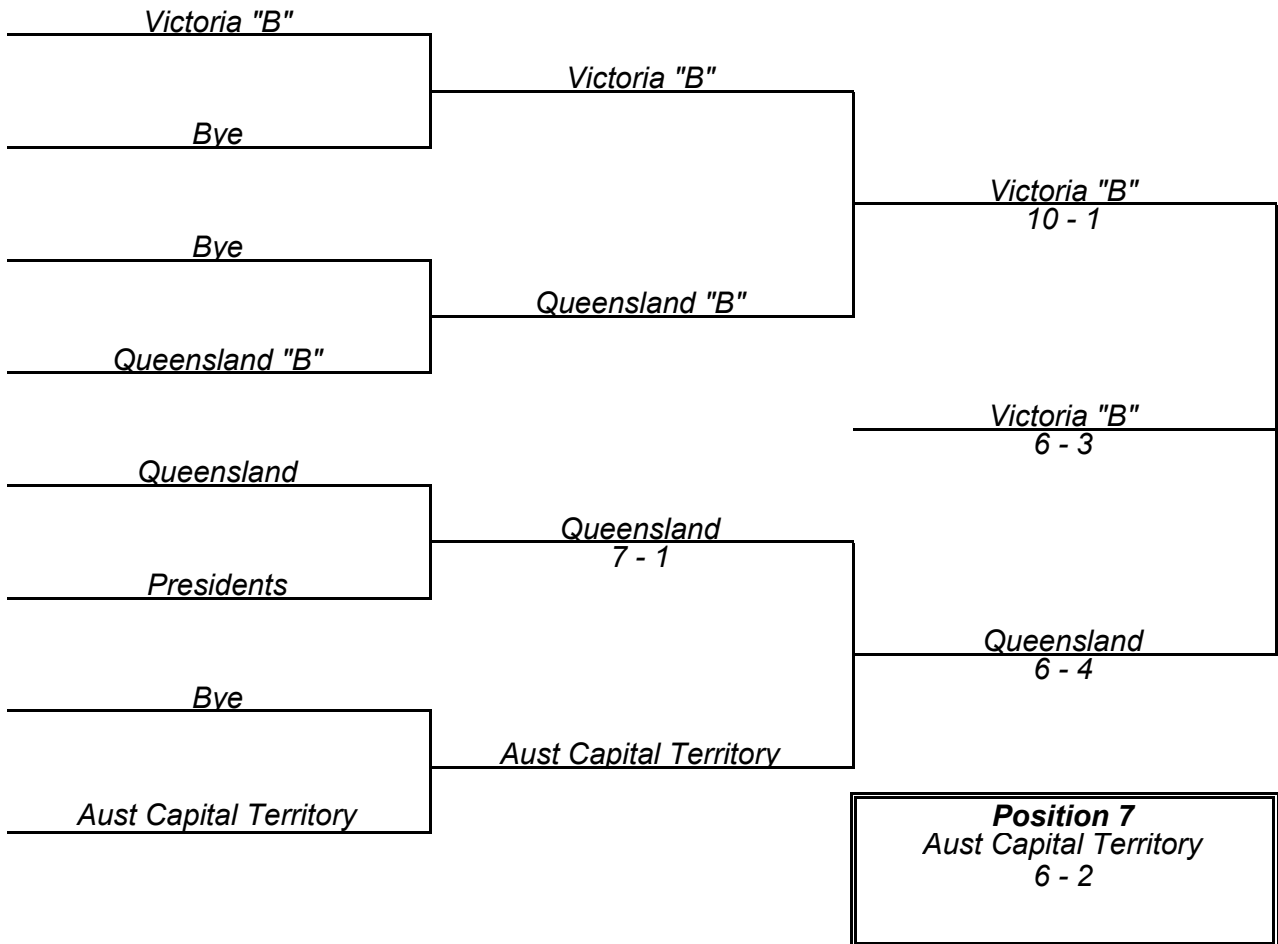 Victoria "B"
Victoria "B"
Bye
Victoria "B"
10 - 1
Bye
Queensland "B"
Queensland "B"
Victoria "B"
6 - 3
Queensland
Queensland
7 - 1
Presidents
Queensland
6 - 4
Bye
Aust Capital Territory
Aust Capital Territory
Position 7
Aust Capital Territory
6 - 2